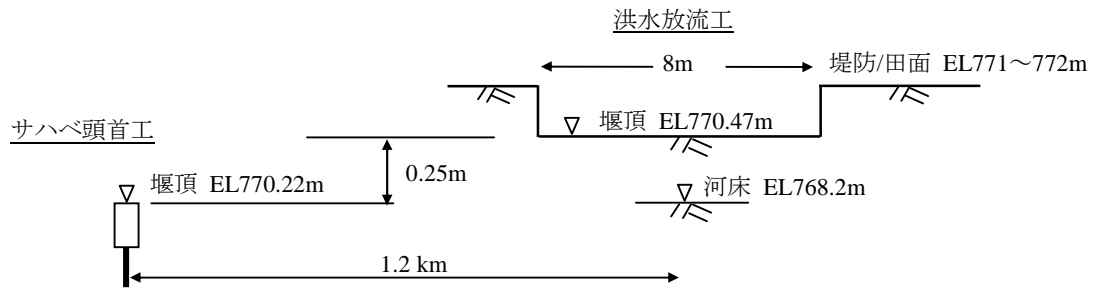 洪水放流工
8m
堤防/田面 EL771～772m
サハベ頭首工
堰頂 EL770.47m
0.25m
堰頂 EL770.22m
河床 EL768.2m
1.2 km